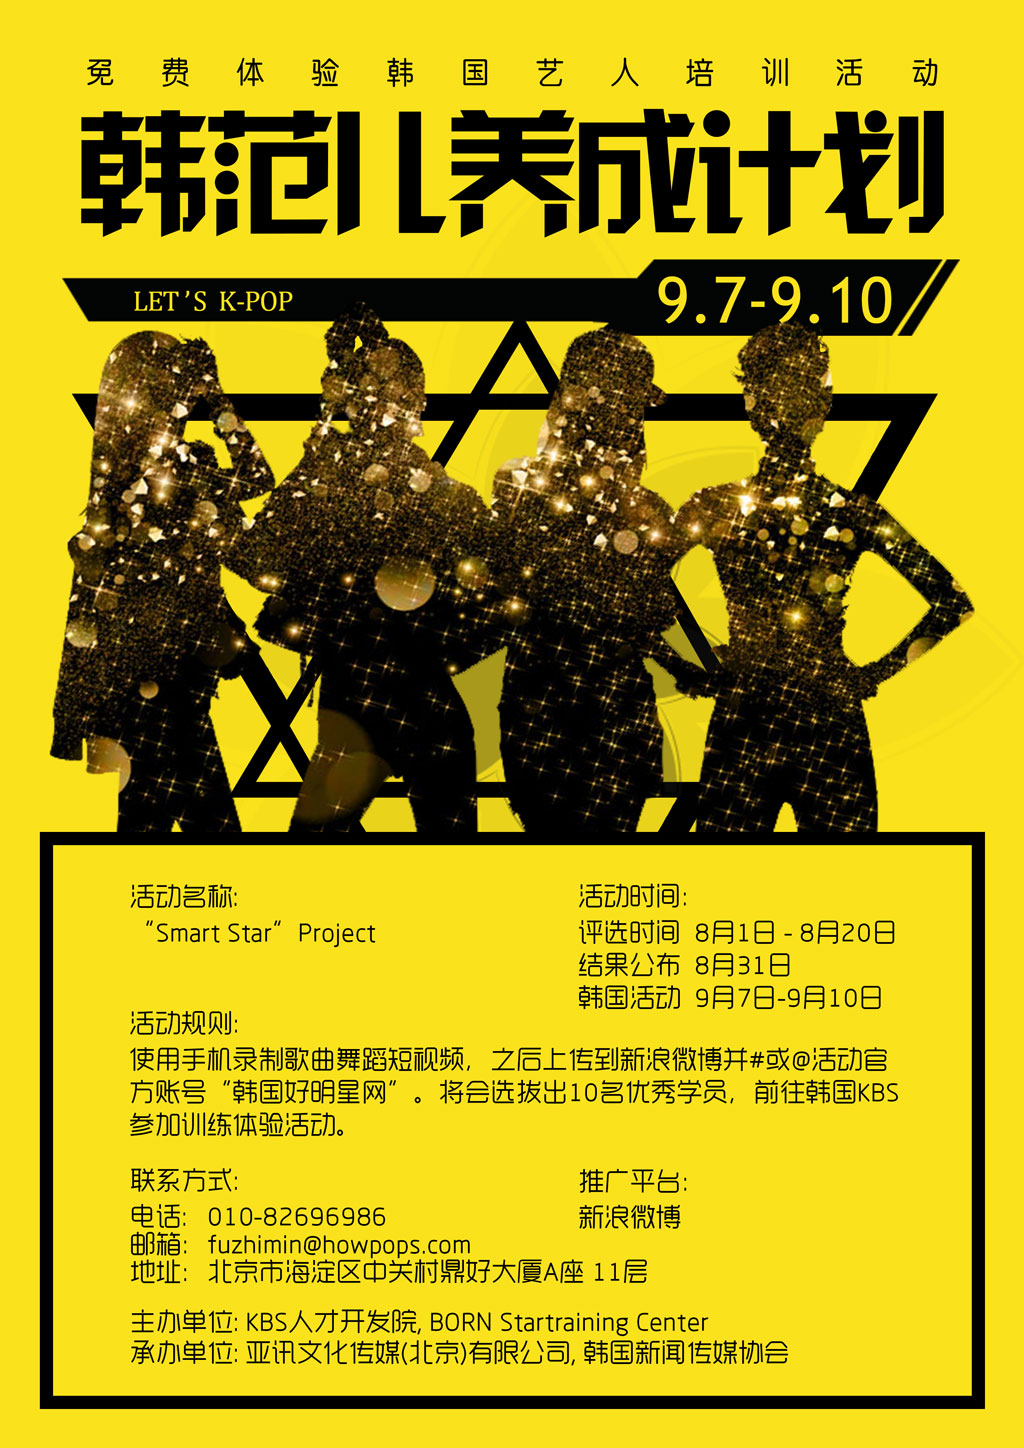 免费体验韩国艺人培训活动
韩范儿养成计划
LET'S K-POP
9.7-9.10
活动名称:
“Smart Star” Project
活动时间:
评选时间 8月1日 - 8月20日
结果公布 8月31日
韩国活动 9月7日-9月10日
活动规则:
使用手机录制歌曲舞蹈短视频，之后上传到新浪微博并#或@活动官
方账号“韩国好明星网”。将会选拔出10名优秀学员，前往韩国KBS
参加训练体验活动。
联系方式:
电话: 010-82696986
邮箱: fuzhimin@howpops.com
地址: 北京市海淀区中关村鼎好大厦A座 11层
推广平台:
新浪微博
主办单位: KBS人才开发院, BORN Startraining Center
承办单位: 亚讯文化传媒(北京)有限公司, 韩国新闻传媒协会